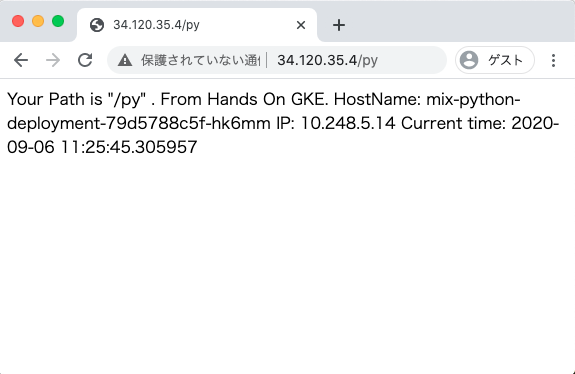 34.120.35.4/py
保護されていない通信 34.120.35.4/py ゲスト
Your Path is "/py" . From Hands On GKE. HostName: mix-python-
deployment-79d5788c5f-hk6mm IP: 10.248.5.14 Current time: 2020-
09-06 11:25:45.305957